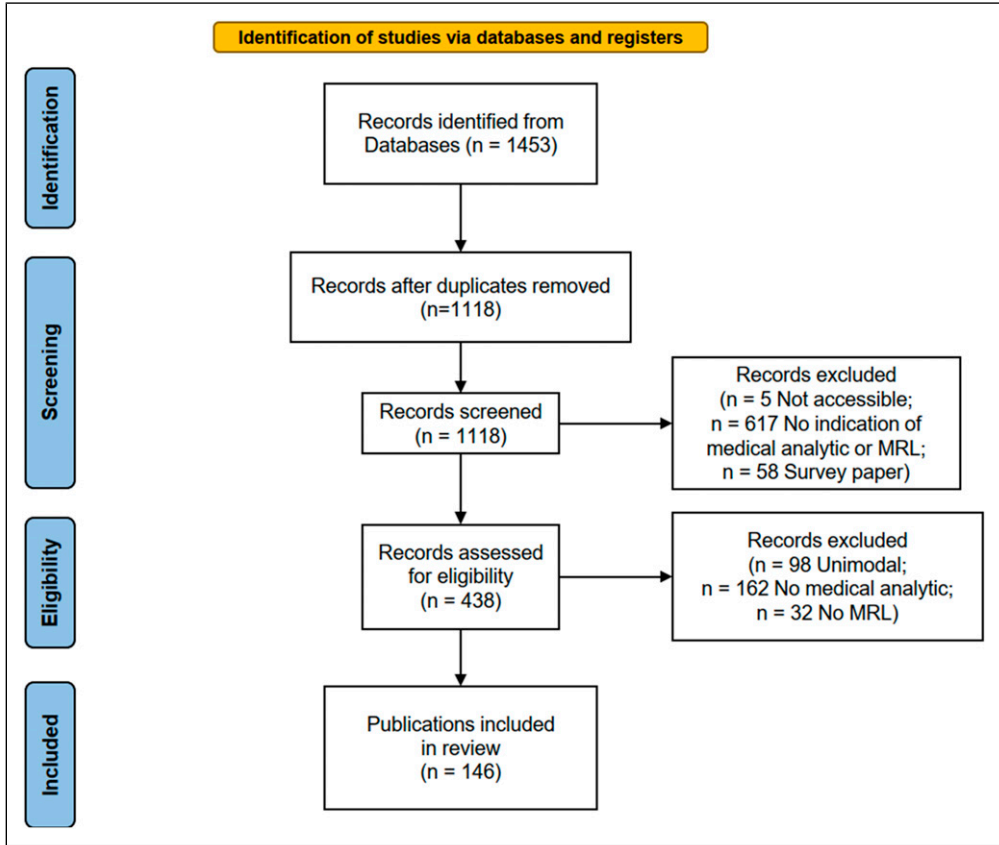 Identification of studies via databases and registers
Identification
Records identified from
Databases (n = 1453)
Screening
Records after duplicates removed
(n=1118)
Records screened
(n = 1118)
Records excluded
(n = 5 Not accessible;
n = 617 No indication of
medical analytic or MRL;
n = 58 Survey paper)
Eligibility
Records assessed
for eligibility
(n = 438)
Records excluded
(n = 98 Unimodal;
n = 162 No medical analytic;
n = 32 No MRL)
Included
Publications included
in review
(n = 146)